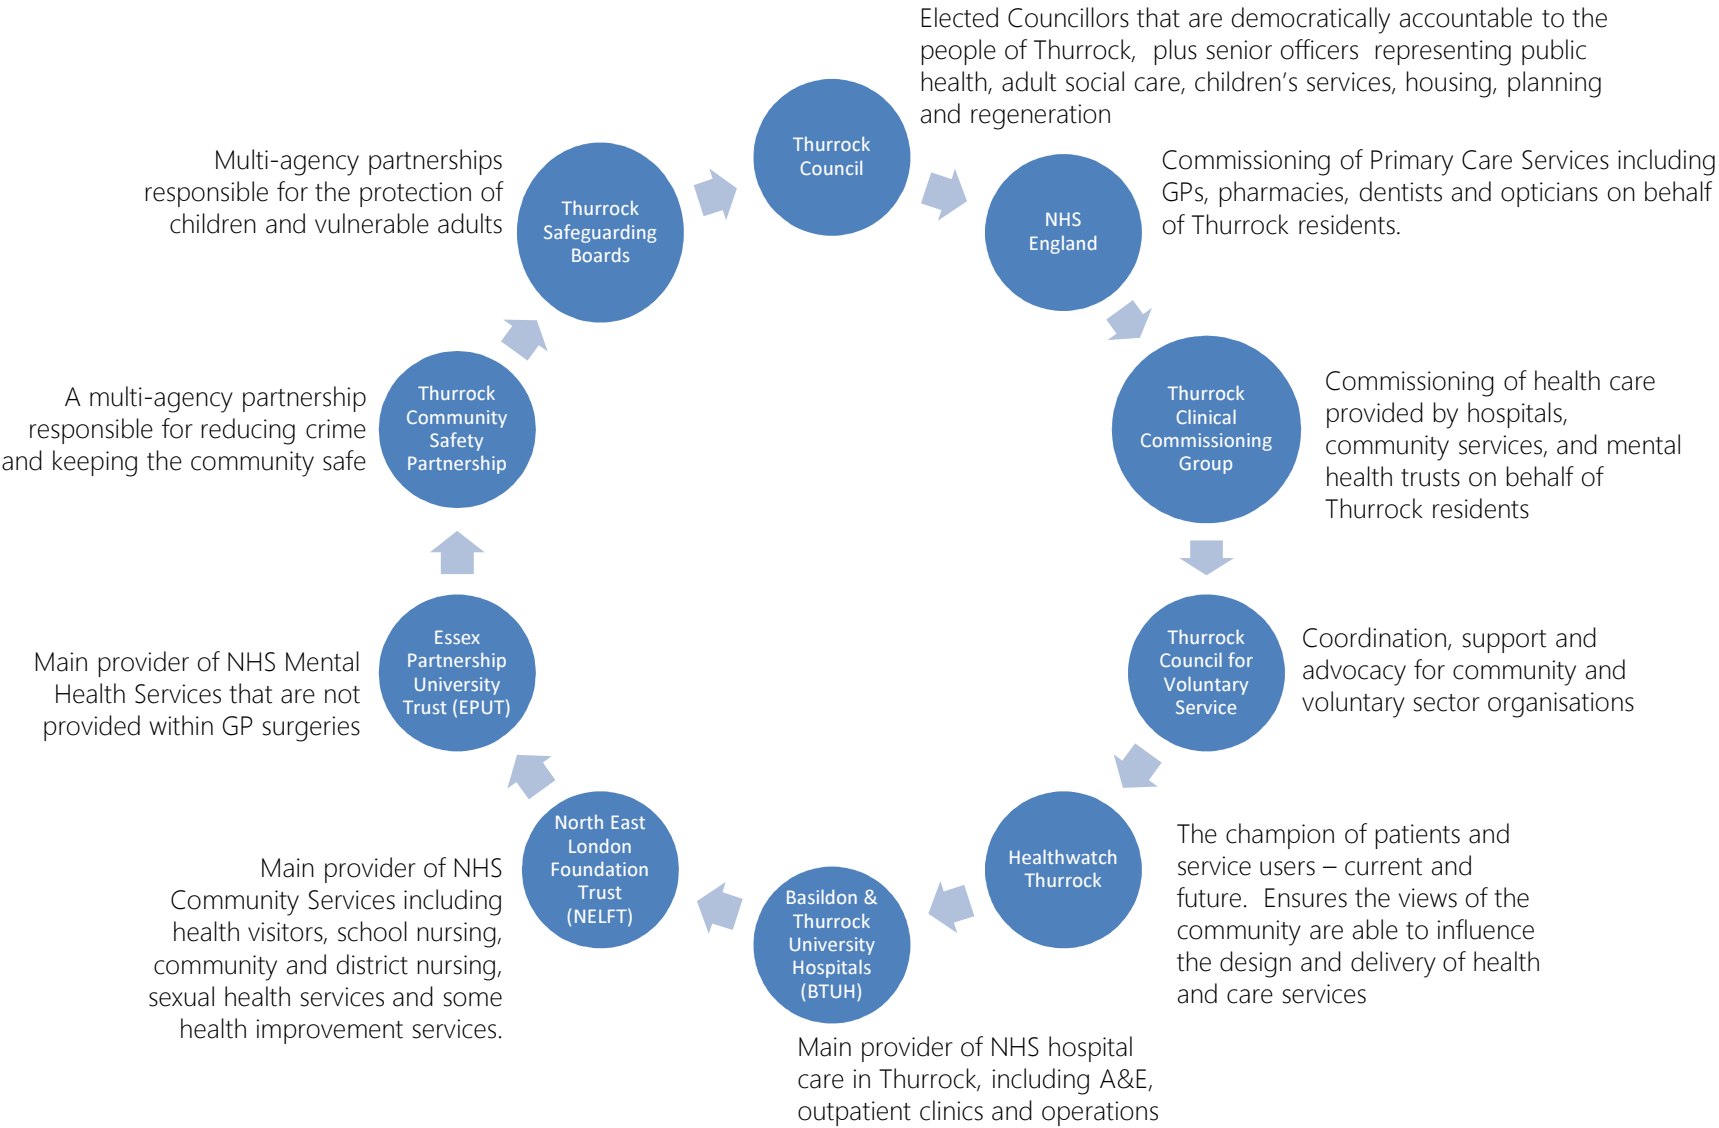 Elected Councillors that are democratically accountable to the
people of Thurrock,  plus senior officers  representing public
health, adult social care, children’s services, housing, planning
and regeneration
Thurrock
Council
Commissioning of Primary Care Services including
GPs, pharmacies, dentists and opticians on behalf
of Thurrock residents.
NHS
England
Commissioning of health care
provided by hospitals,
community services, and mental
health trusts on behalf of
Thurrock residents
Thurrock
Clinical
Commissioning
Group
Coordination, support and
advocacy for community and
voluntary sector organisations
Thurrock
Council for
Voluntary
Service
The champion of patients and
service users – current and
future.  Ensures the views of the
community are able to influence
the design and delivery of health
and care services
Healthwatch
Thurrock
Basildon &
Thurrock
University
Hospitals
(BTUH)
Main provider of NHS hospital
care in Thurrock, including A&E,
outpatient clinics and operations
North East
London
Foundation
Trust
(NELFT)
Main provider of NHS
Community Services including
health visitors, school nursing,
community and district nursing,
sexual health services and some
health improvement services.
Essex
Partnership
University
Trust (EPUT)
Main provider of NHS Mental
Health Services that are not
provided within GP surgeries
Thurrock
Community
Safety
Partnership
A multi-agency partnership
responsible for reducing crime
and keeping the community safe
Thurrock
Safeguarding
Boards
Multi-agency partnerships
responsible for the protection of
children and vulnerable adults